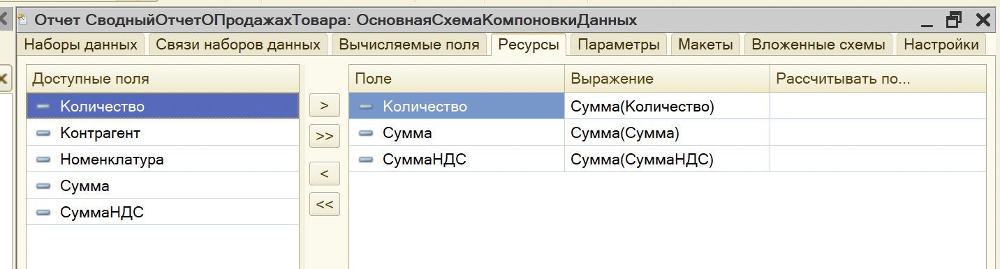 Отчет СводныйОтчетОПродажахТовара: ОсновнаяСхемаКомпоновкиДанных
Наборы данных Связи наборов данных Вычисляемые поля Ресурсы Параметры Макеты Вложенные схемы Настройки
Доступные поля Поле Выражение Рассчитывать по...
Количество > Количество Сумма(Количество)
Контрагент >> Сумма Сумма(Сумма)
Номенклатура < СуммаНДС Сумма(СуммаНДС)
Сумма <<
СуммаНДС